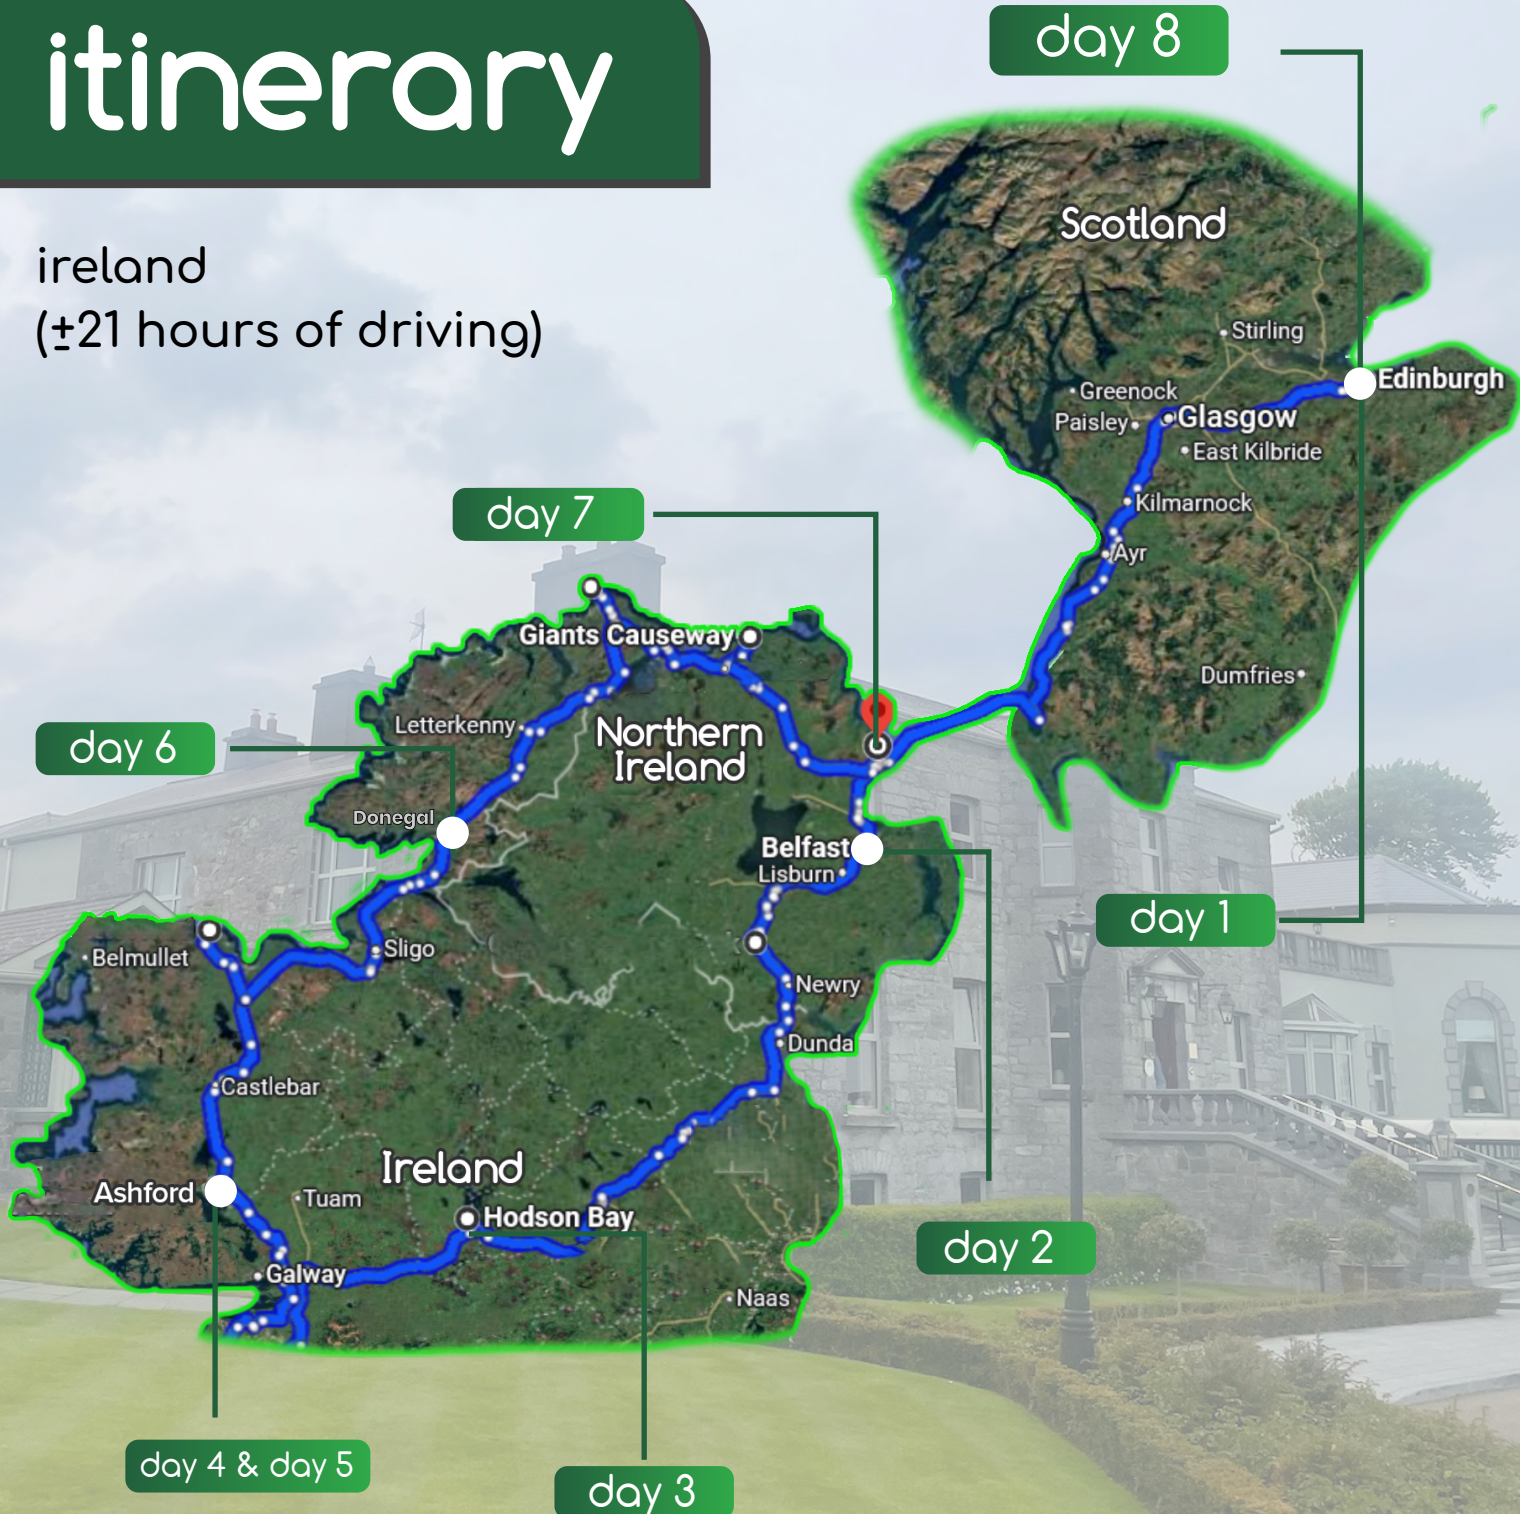 itinerary
day 8
ireland
(±21 hours of driving)
Scotland
Stirling
Edinburgh
Greenock
Glasgow
Paisley
East Kilbride
Kilmarnock
day 7
Ayr
Giants Causeway
Dumfries
Letterkenny
Northern
Ireland
day 6
Donegal
Belfast
Lisburn
day 1
Sligo
Belmullet
Newry
Dunda
Castlebar
Ireland
Ashford
Tuam
Hodson Bay
day 2
Galway
Naas
day 4 & day 5
day 3